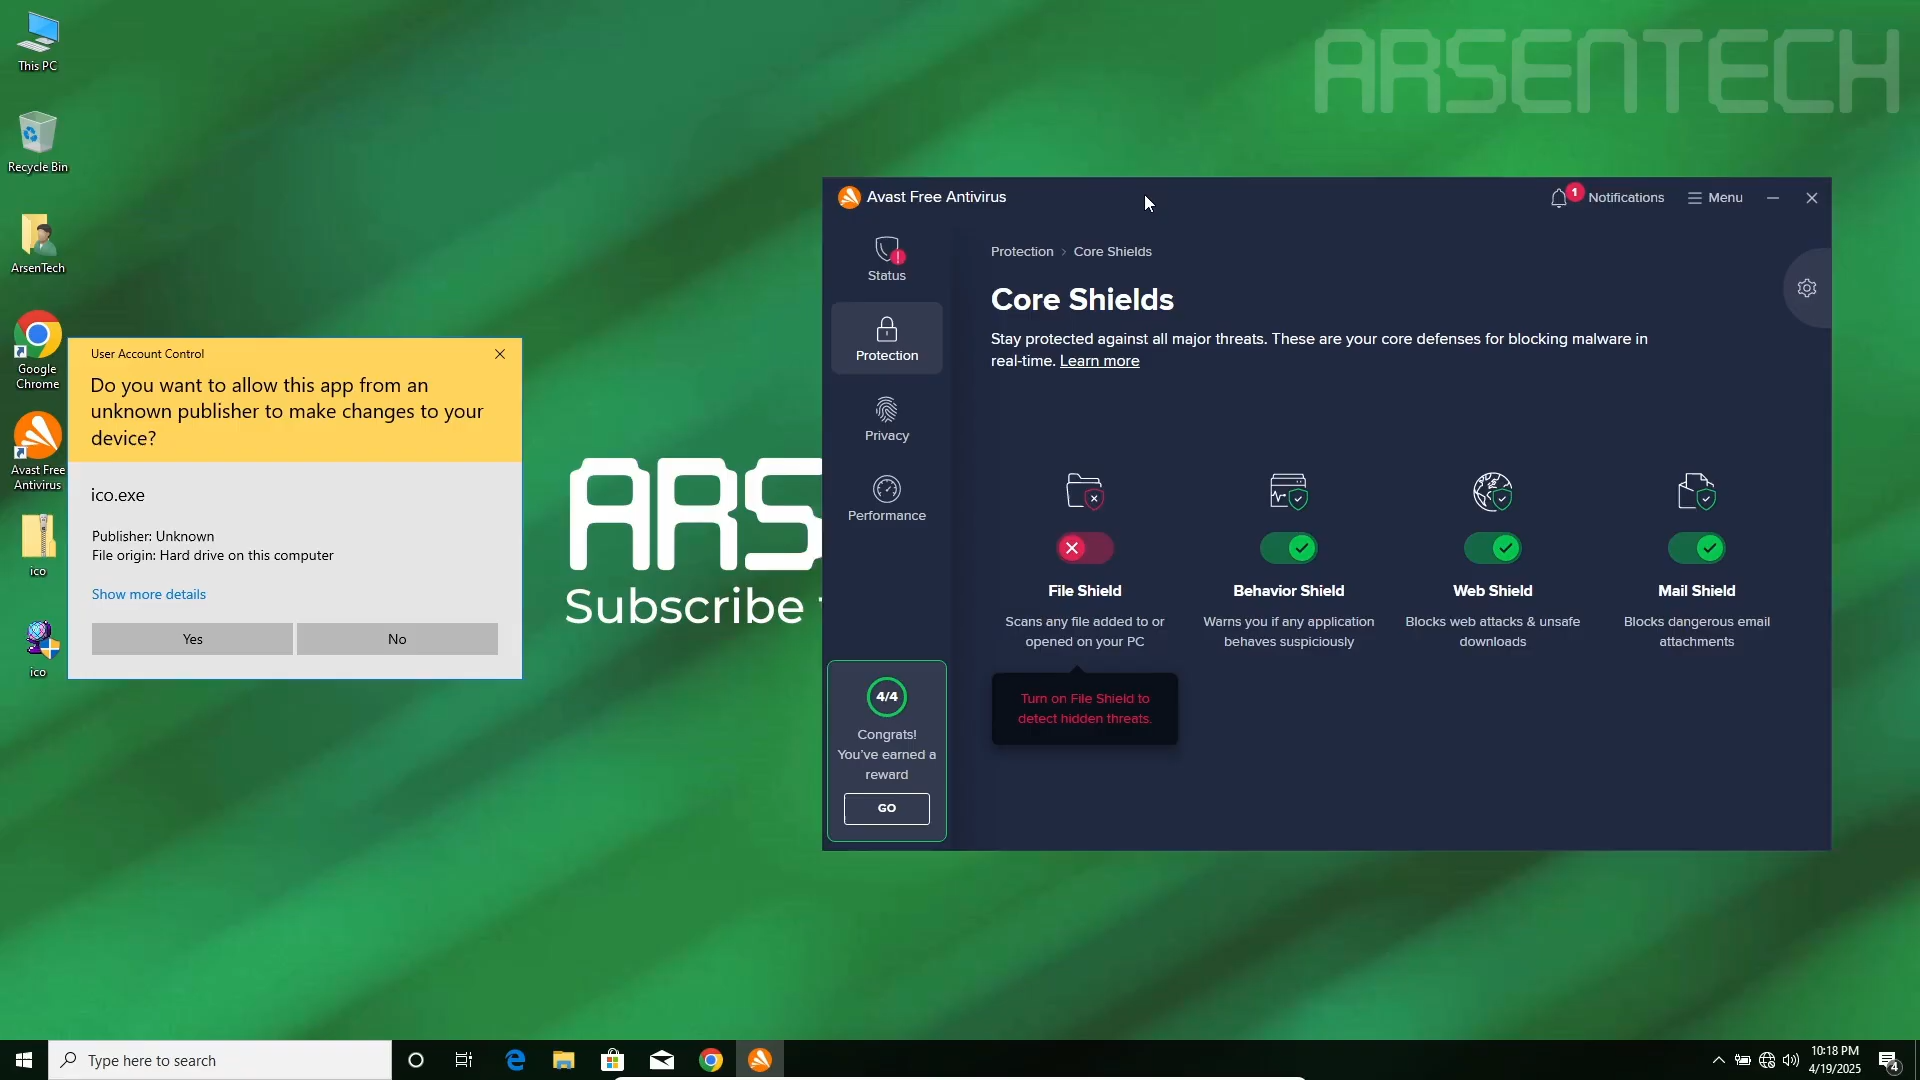 This PC
Recycle Bin
ArsenTech
Google
Chrome
Avast Free
Antivirus
ico
ico
ARSENTECH
User Account Control
Do you want to allow this app from an
unknown publisher to make changes to your
device?
ico.exe
Publisher: Unknown
File origin: Hard drive on this computer
Show more details
Yes
No
ARS
Subscribe
Avast Free Antivirus
1
Notifications
Menu
Status
Protection
Privacy
Performance
4/4
Congrats!
You've earned a
reward
GO
Protection › Core Shields
Core Shields
Stay protected against all major threats. These are your core defenses for blocking malware in
real-time. Learn more
File Shield
Scans any file added to or
opened on your PC
Turn on File Shield to
detect hidden threats.
Behavior Shield
Warns you if any application
behaves suspiciously
Web Shield
Blocks web attacks & unsafe
downloads
Mail Shield
Blocks dangerous email
attachments
Type here to search
10:18 PM
4/19/2025
4